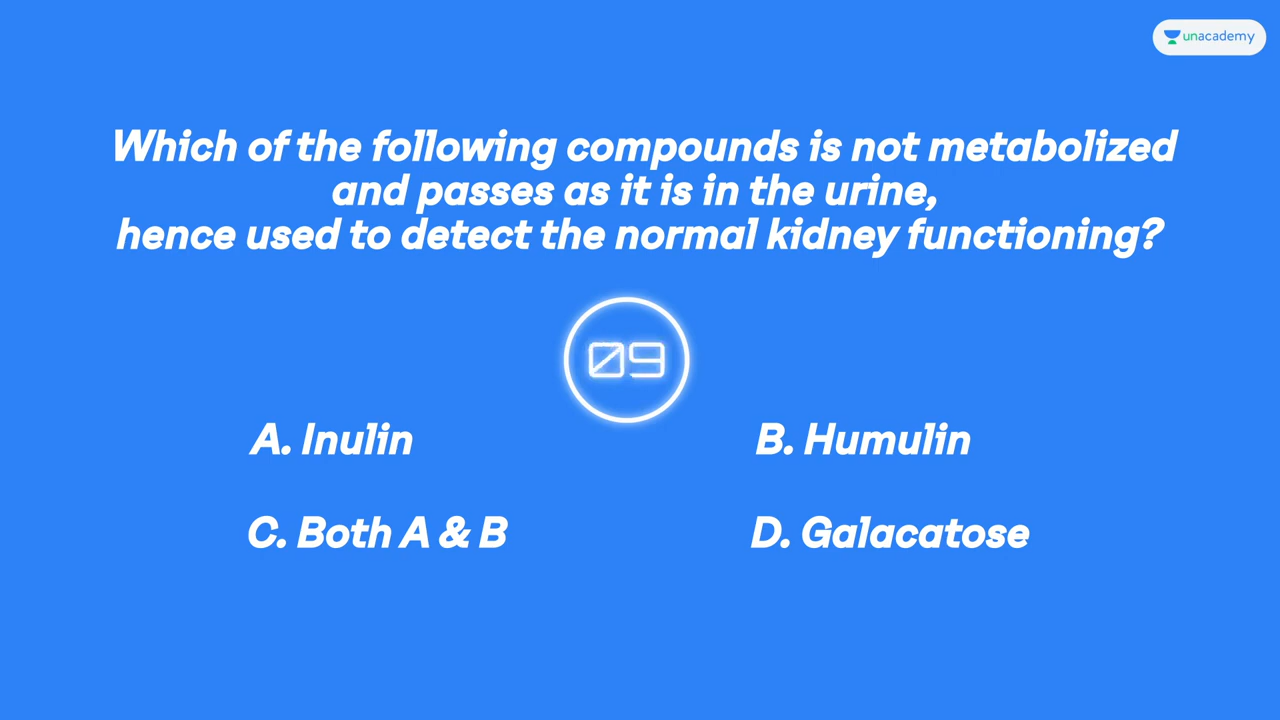 unacademy
Which of the following compounds is not metabolized
and passes as it is in the urine,
hence used to detect the normal kidney functioning?
09
A. Inulin
B. Humulin
C. Both A & B
D. Galacatose